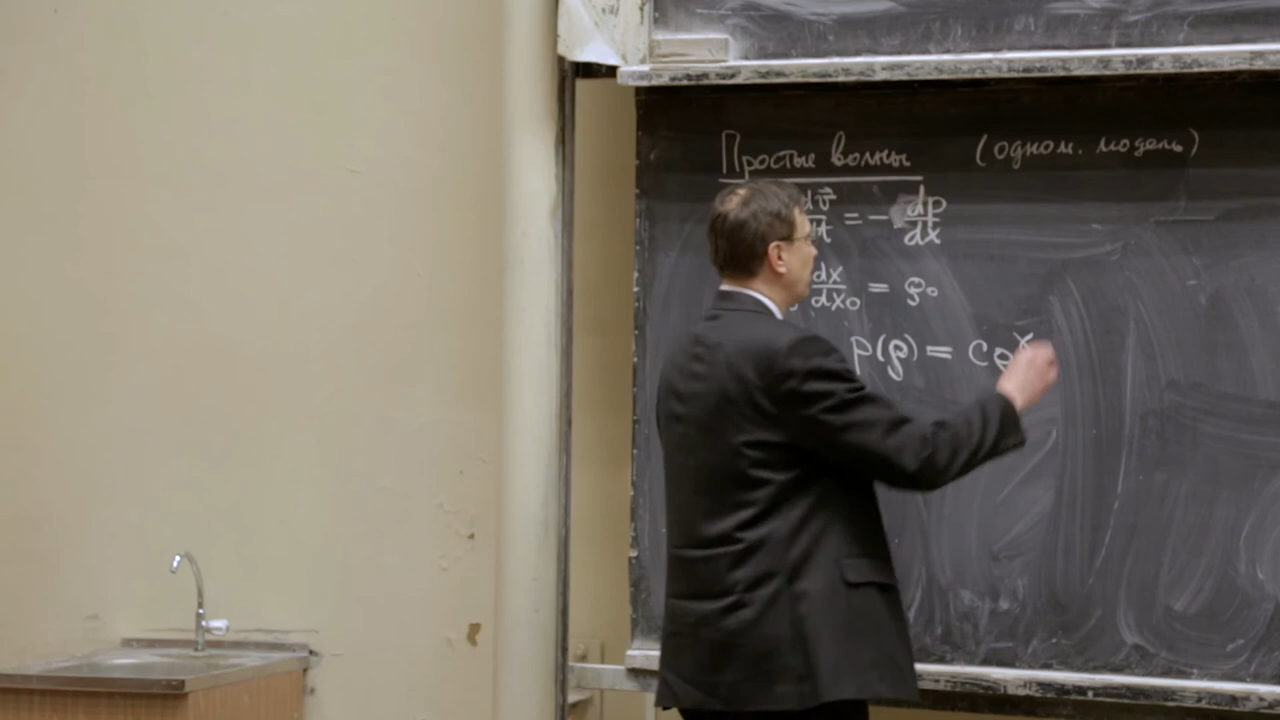 Простые волны (одном. модель)
dv⃗/dt = - dp/dx
dx/dx₀ = ρ₀
p(ρ) = cρ^γ